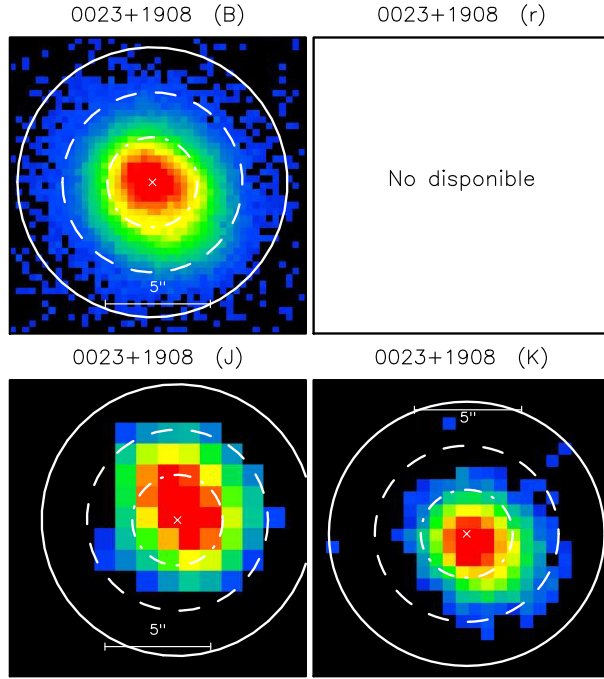 0023+1908 (B)
0023+1908 (r)
5"
No disponible
0023+1908 (J)
0023+1908 (K)
5"
5"